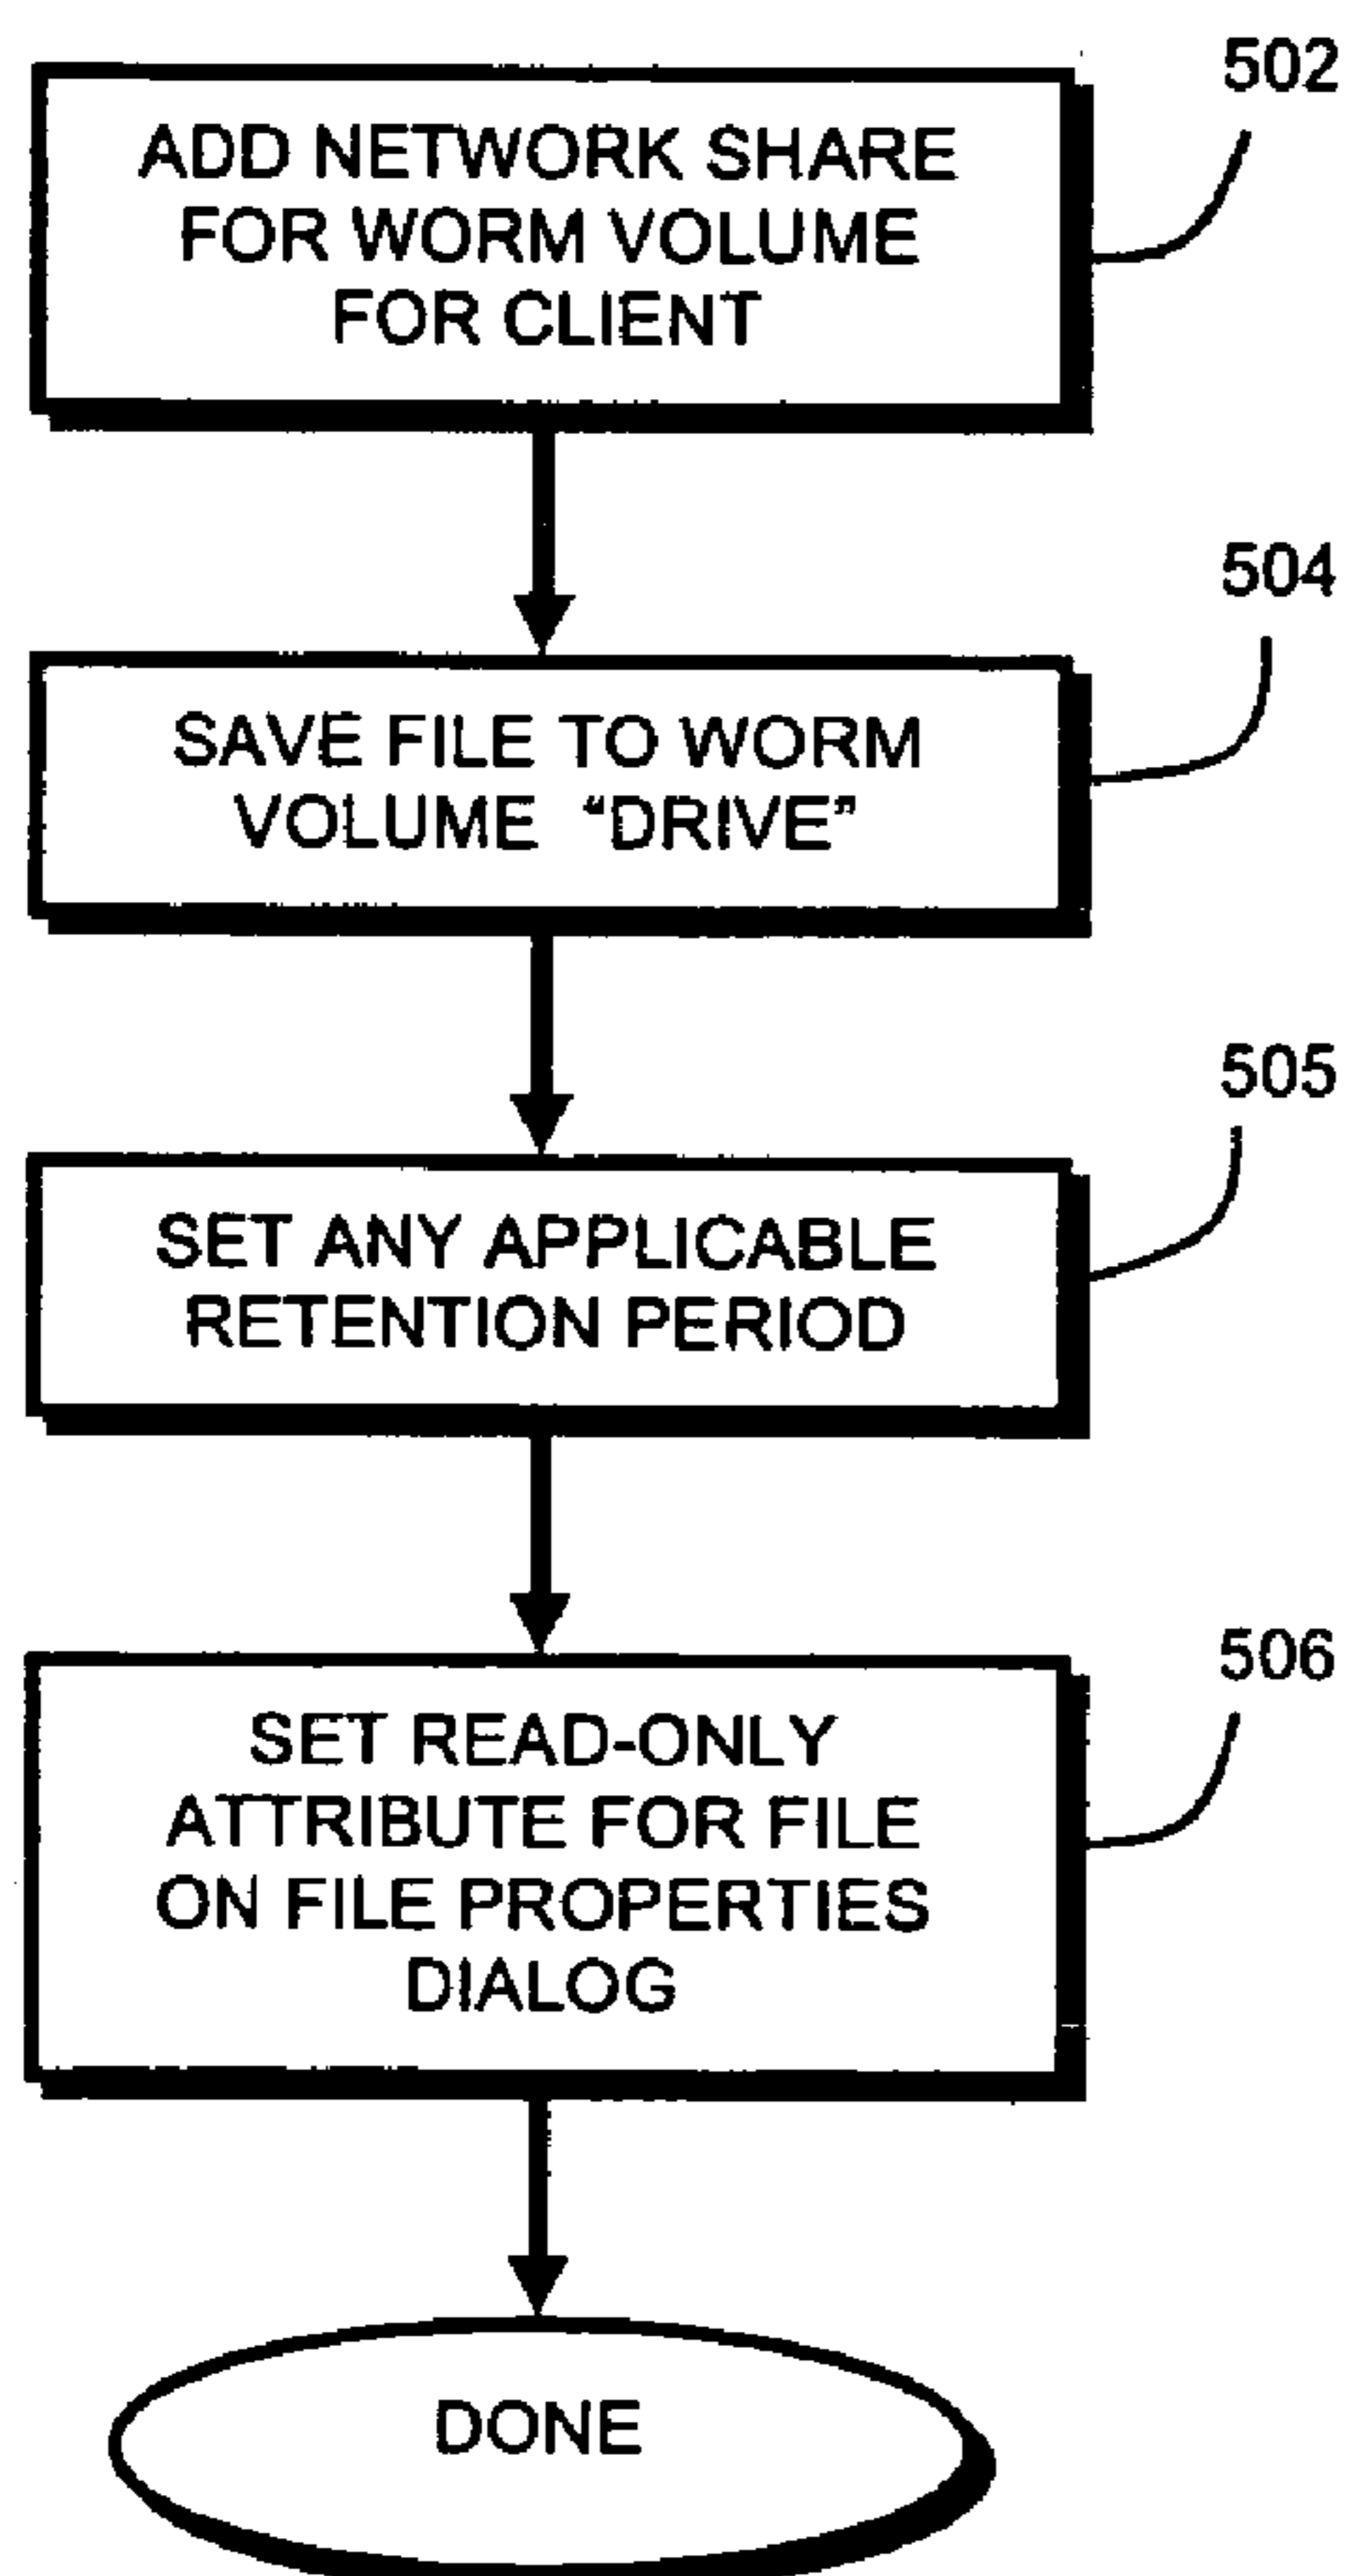 502
ADD NETWORK SHARE
FOR WORM VOLUME
FOR CLIENT
504
SAVE FILE TO WORM
VOLUME "DRIVE"
505
SET ANY APPLICABLE
RETENTION PERIOD
506
SET READ-ONLY
ATTRIBUTE FOR FILE
ON FILE PROPERTIES
DIALOG
DONE